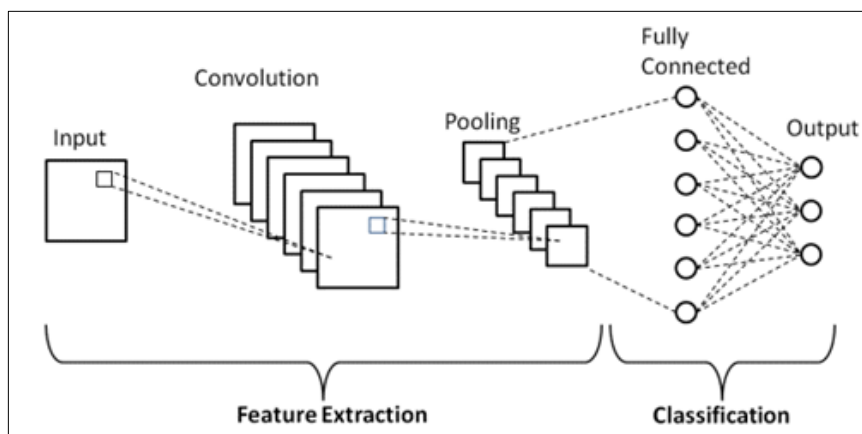 Input
Convolution
Pooling
Fully
Connected
Output
Feature Extraction
Classification